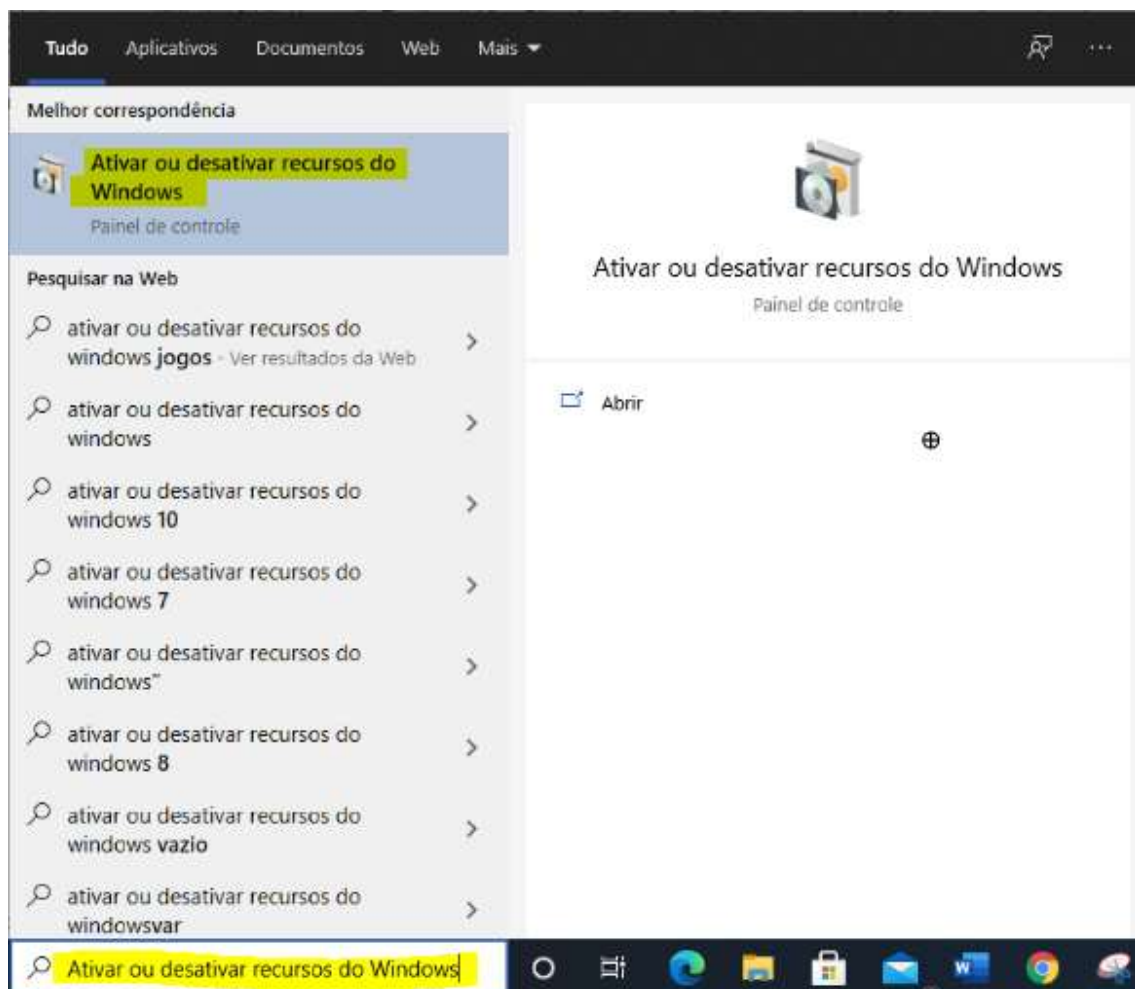 Tudo Aplicativos Documentos Web Mais
Melhor correspondência
Ativar ou desativar recursos do
Windows
Painel de controle
Pesquisar na Web
ativar ou desativar recursos do
windows jogos - Ver resultados da Web
ativar ou desativar recursos do
windows
ativar ou desativar recursos do
windows 10
ativar ou desativar recursos do
windows 7
ativar ou desativar recursos do
windows"
ativar ou desativar recursos do
windows 8
ativar ou desativar recursos do
windows vazio
ativar ou desativar recursos do
windowsvar
Ativar ou desativar recursos do Windows
Ativar ou desativar recursos do Windows
Painel de controle
Abrir
W